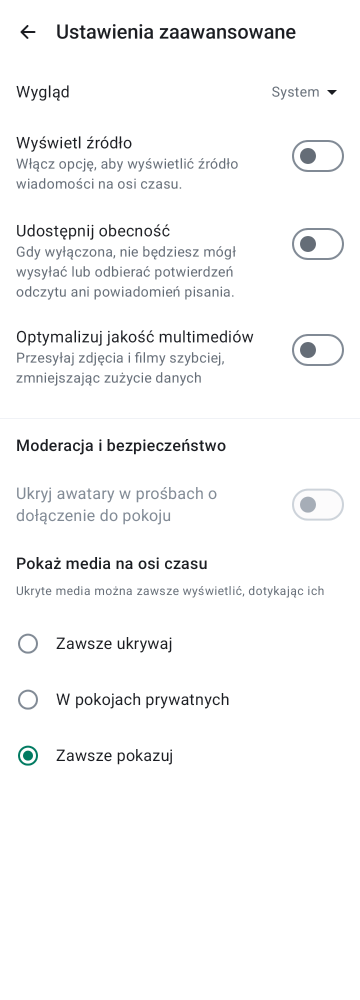 Ustawienia zaawansowane
Wygląd
System
Wyświetl źródło
Włącz opcję, aby wyświetlić źródło
wiadomości na osi czasu.
Udostępnij obecność
Gdy wyłączona, nie będziesz mógł
wysyłać lub odbierać potwierdzeń
odczytu ani powiadomień pisania.
Optymalizuj jakość multimediów
Przesyłaj zdjęcia i filmy szybciej,
zmniejszając zużycie danych
Moderacja i bezpieczeństwo
Ukryj awatary w prośbach o
dołączenie do pokoju
Pokaż media na osi czasu
Ukryte media można zawsze wyświetlić, dotykając ich
Zawsze ukrywaj
W pokojach prywatnych
Zawsze pokazuj